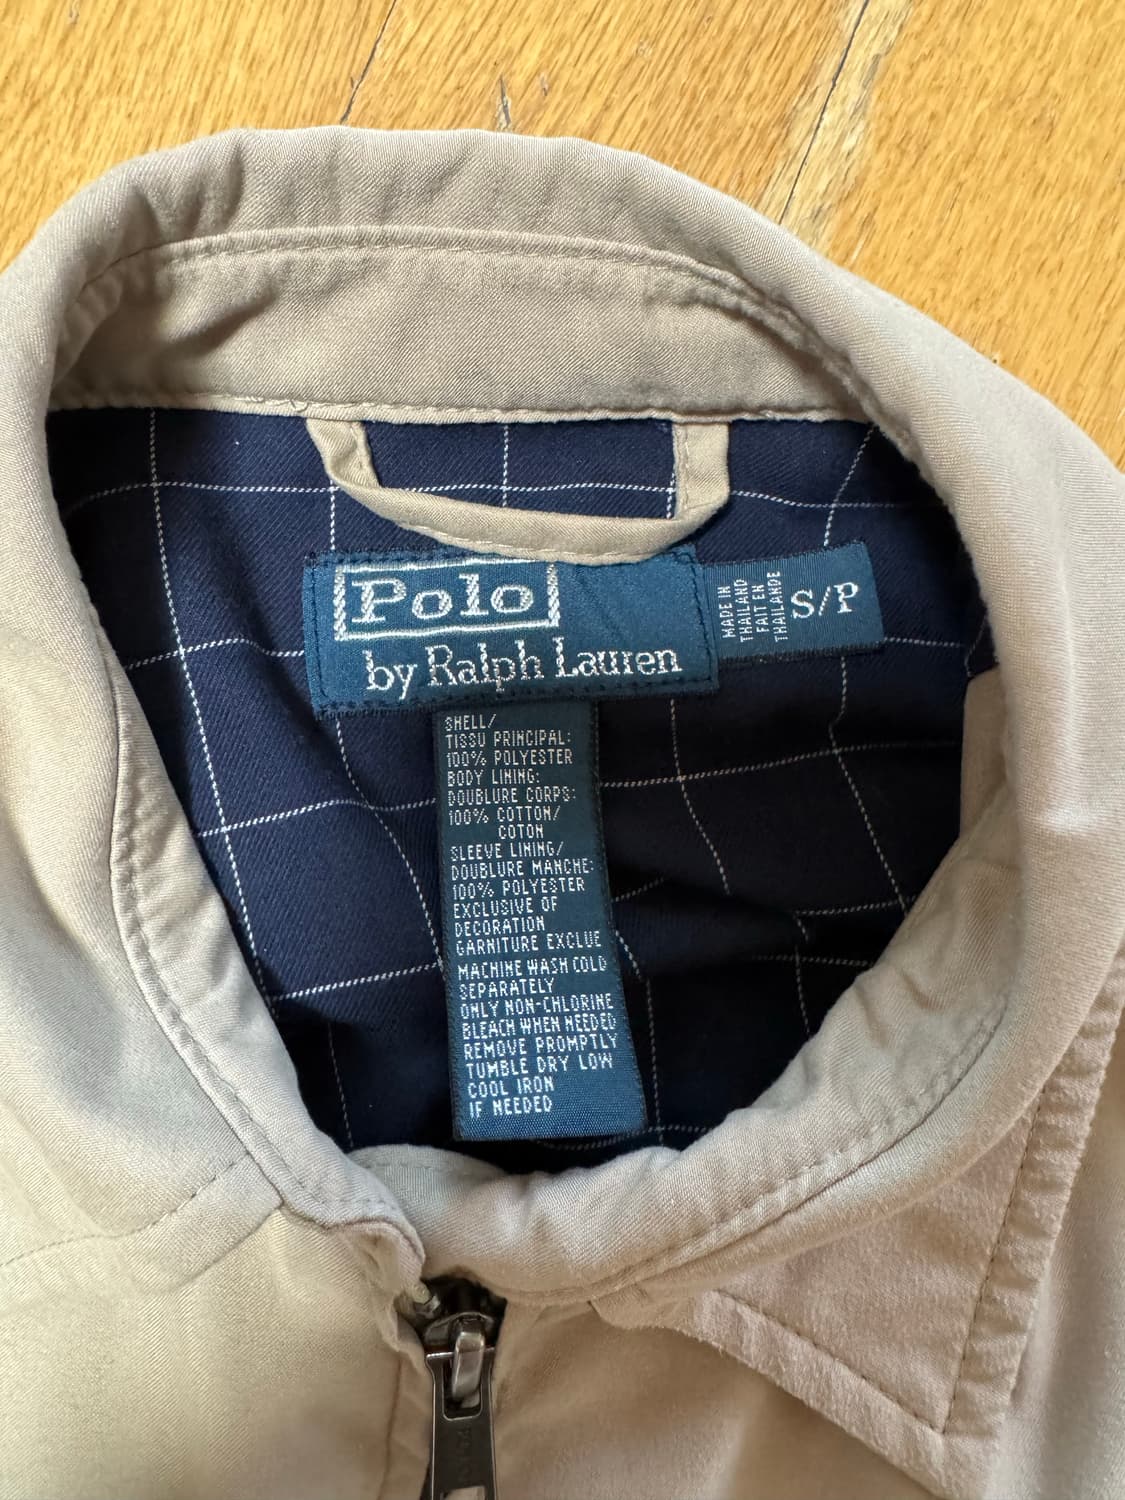 Polo
by Ralph Lauren
MADE IN
THAILAND
FAIT EN
THAILANDE
S/P
SHELL/
TISSU PRINCIPAL:
100% POLYESTER
BODY LINING:
DOUBLURE CORPS:
100% COTTON/
COTON
SLEEVE LINING/
DOUBLURE MANCHE:
100% POLYESTER
EXCLUSIVE OF
DECORATION
GARNITURE EXCLUE
MACHINE WASH COLD
SEPARATELY
ONLY NON-CHLORINE
BLEACH WHEN NEEDED
REMOVE PROMPTLY
TUMBLE DRY LOW
COOL IRON
IF NEEDED